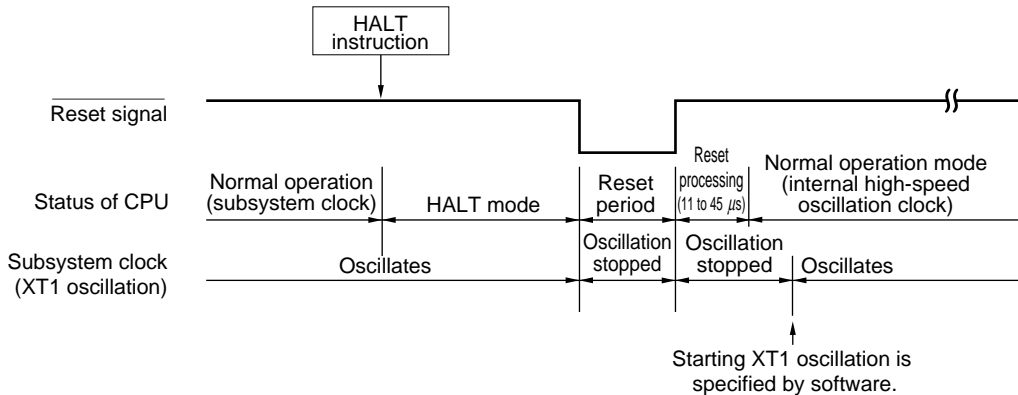 HALT
instruction
Reset signal
Status of CPU
Normal operation
(subsystem clock)
HALT mode
Reset
period
Reset
processing
(11 to 45 μs)
Normal operation mode
(internal high-speed
oscillation clock)
Subsystem clock
(XT1 oscillation)
Oscillates
Oscillation
stopped
Oscillation
stopped
Oscillates
Starting XT1 oscillation is
specified by software.